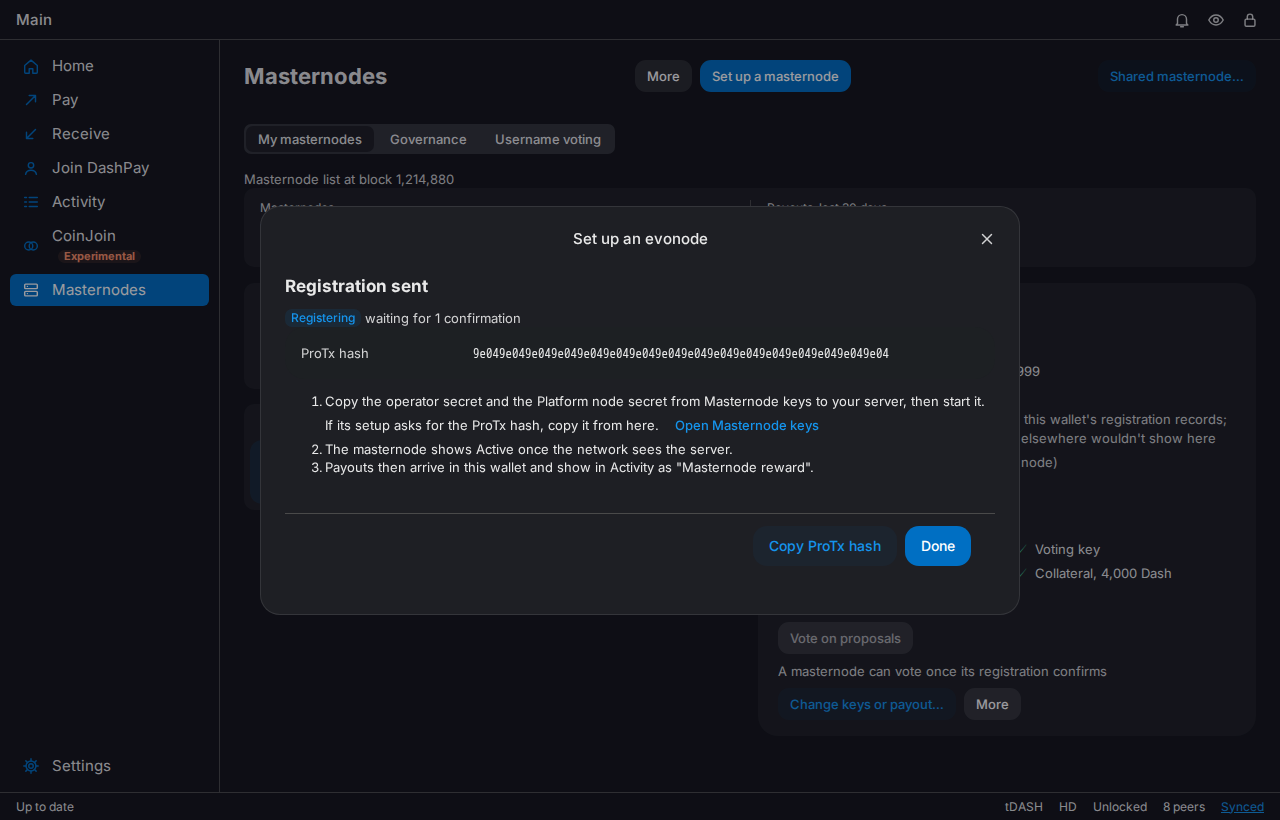 Main
Home
Pay
Receive
Join DashPay
Activity
CoinJoin
Experimental
Masternodes
Settings
Masternodes
More
Set up a masternode
Shared masternode...
My masternodes
Governance
Username voting
Masternode list at block 1,214,880
Set up an evonode
Registration sent
Registering waiting for 1 confirmation
ProTx hash 9e049e049e049e049e049e049e049e049e049e049e049e049e049e049e049e04
1. Copy the operator secret and the Platform node secret from Masternode keys to your server, then start it.
If its setup asks for the ProTx hash, copy it from here. Open Masternode keys
2. The masternode shows Active once the network sees the server.
3. Payouts then arrive in this wallet and show in Activity as "Masternode reward".
Copy ProTx hash
Done
999
this wallet's registration records;
elsewhere wouldn't show here
node)
Voting key
Collateral, 4,000 Dash
Vote on proposals
A masternode can vote once its registration confirms
Change keys or payout...
More
Up to date
tDASH
HD
Unlocked
8 peers
Synced